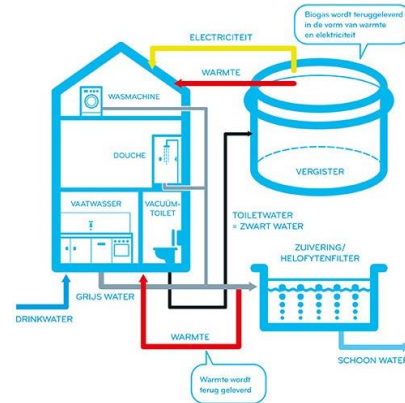 ELECTRICITEIT
Biogas wordt teruggeleverd
in de vorm van warmte
en elektriciteit
WARMTE
WASMACHINE
DOUCHE
VERGISTER
VAATWASSER
VACUÜM-
TOILET
TOILETWATER
= ZWART WATER
ZUIVERING/
HELOFYTENFILTER
GRIJS WATER
DRINKWATER
WARMTE
SCHOON WATER
Warmte wordt
terug geleverd